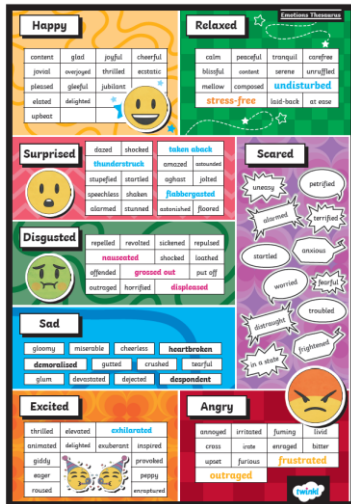 Emotions Thesaurus
Happy
content glad joyful cheerful
jovial overjoyed thrilled ecstatic
pleased gleeful jubilant
elated delighted
upbeat
Relaxed
calm peaceful tranquil carefree
blissful content serene unruffled
mellow composed undisturbed
stress-free laid-back at ease
Surprised
dazed shocked taken aback
thunderstruck amazed astounded
stupefied startled aghast jolted
speechless shaken flabbergasted
alarmed stunned astonished floored
Scared
uneasy
petrified
alarmed
terrified
startled
anxious
worried
fearful
troubled
distraught
frightened
in a state
Disgusted
repelled revolted sickened repulsed
nauseated shocked loathed
offended grossed out put off
outraged horrified displeased
Sad
gloomy miserable cheerless heartbroken
demoralised gutted crushed tearful
glum devastated dejected despondent
Excited
thrilled elevated exhilarated
animated delighted exuberant inspired
giddy provoked
eager peppy
roused enraptured
Angry
annoyed irritated fuming livid
cross irate enraged bitter
upset furious frustrated
outraged
twinkl